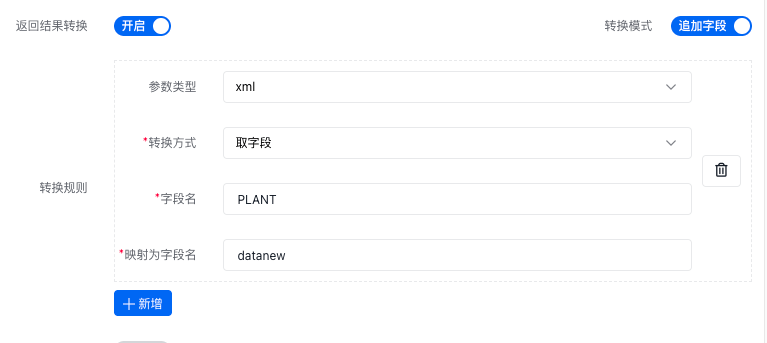 返回结果转换 开启 转换模式 追加字段
参数类型 xml
*转换方式 取字段
转换规则
*字段名 PLANT
*映射为字段名 datanew
+ 新增